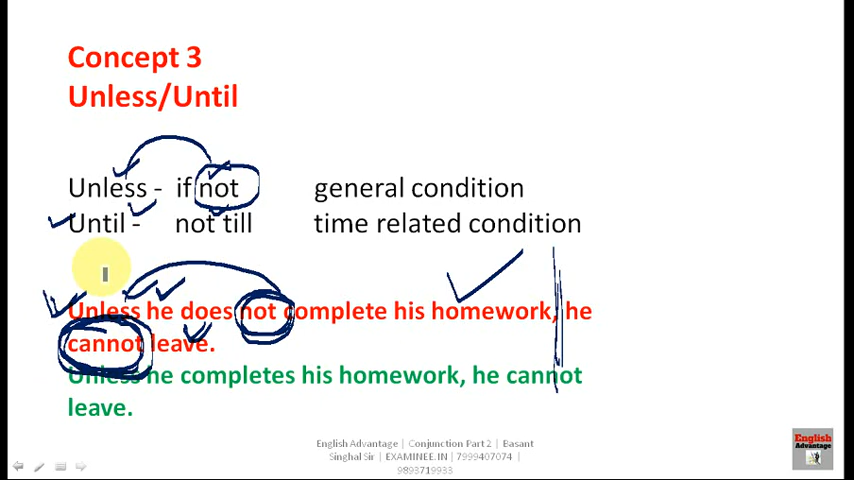 Concept 3
Unless/Until
Unless - if not general condition
Until - not till time related condition
Unless he does not complete his homework, he
cannot leave.
Unless he completes his homework, he cannot
leave.
English Advantage | Conjunction Part 2 | Basant
Singhal Sir | EXAMINEE.IN | 7999407074 |
9893719933
English
Advantage